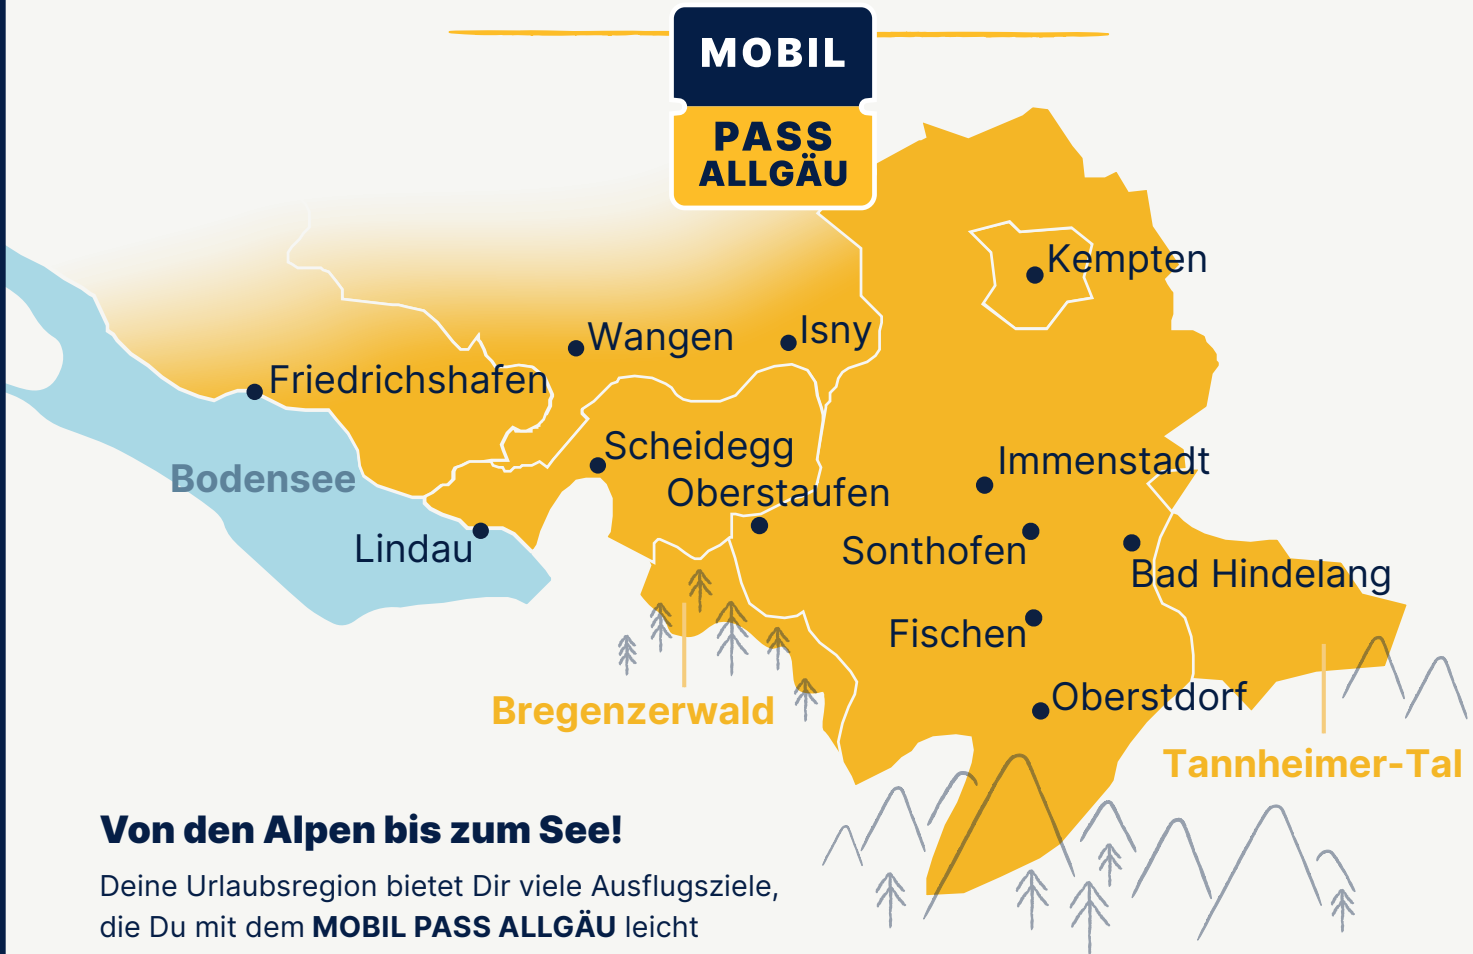 MOBIL
PASS
ALLGÄU
Kempten
Wangen
Isny
Friedrichshafen
Scheidegg
Immenstadt
Bodensee
Oberstaufen
Lindau
Sonthofen
Bad Hindelang
Fischen
Bregenzerwald
Oberstdorf
Tannheimer-Tal
Von den Alpen bis zum See!
Deine Urlaubsregion bietet Dir viele Ausflugsziele,
die Du mit dem MOBIL PASS ALLGÄU leicht